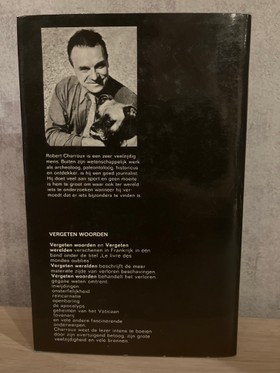 Robert Charroux is een zeer veelzijdig
mens. Buiten zijn wetenschappelijk werk
als archeoloog, paleontoloog, historicus
en ontdekker, is hij een goed journalist.
Hij doet veel aan sport en geen moeite
is hem te groot om waar ook ter wereld
iets te onderzoeken wanneer hij ver-
moedt dat er iets bijzonders te vinden is
VERGETEN WOORDEN
Vergeten woorden en Vergeten
werelden verschenen in Frankrijk in één
band onder de titel „Le livre des
mondes oubliés"
Vergeten werelden beschrijft de meer
materiële zijde van verloren beschavingen.
Vergeten woorden behandelt het verloren
gegane weten omtrent
inwijdingen
onsterfelijkheid
reïncarnatie
openbaring
de apocalyps
geheimen van het Vaticaan
toverij
en vele andere fascinerende
onderwerpen
Charroux weet de lezer intens te boeien
door zijn overtuigend betoog, zijn grote
veelzijdigheid en vele bronnen.